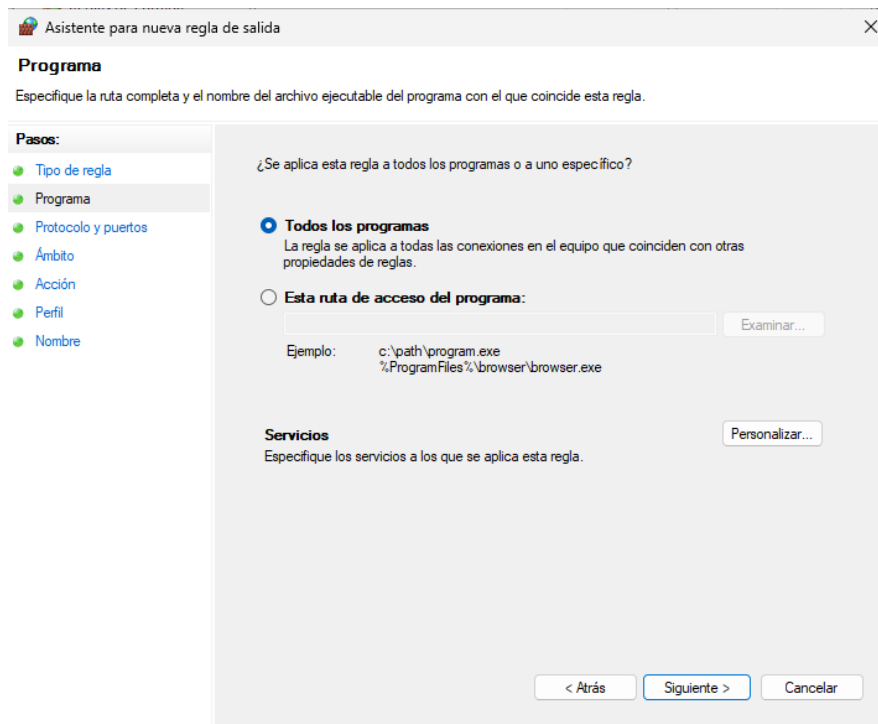 Asistente para nueva regla de salida
Programa
Especifique la ruta completa y el nombre del archivo ejecutable del programa con el que coincide esta regla.
Pasos:
Tipo de regla
Programa
Protocolo y puertos
Ámbito
Acción
Perfil
Nombre
¿Se aplica esta regla a todos los programas o a uno específico?
Todos los programas
La regla se aplica a todas las conexiones en el equipo que coinciden con otras
propiedades de reglas.
Esta ruta de acceso del programa:
Examinar...
Ejemplo: c:\path\program.exe
%ProgramFiles%\browser\browser.exe
Servicios
Personalizar...
Especifique los servicios a los que se aplica esta regla.
< Atrás
Siguiente >
Cancelar